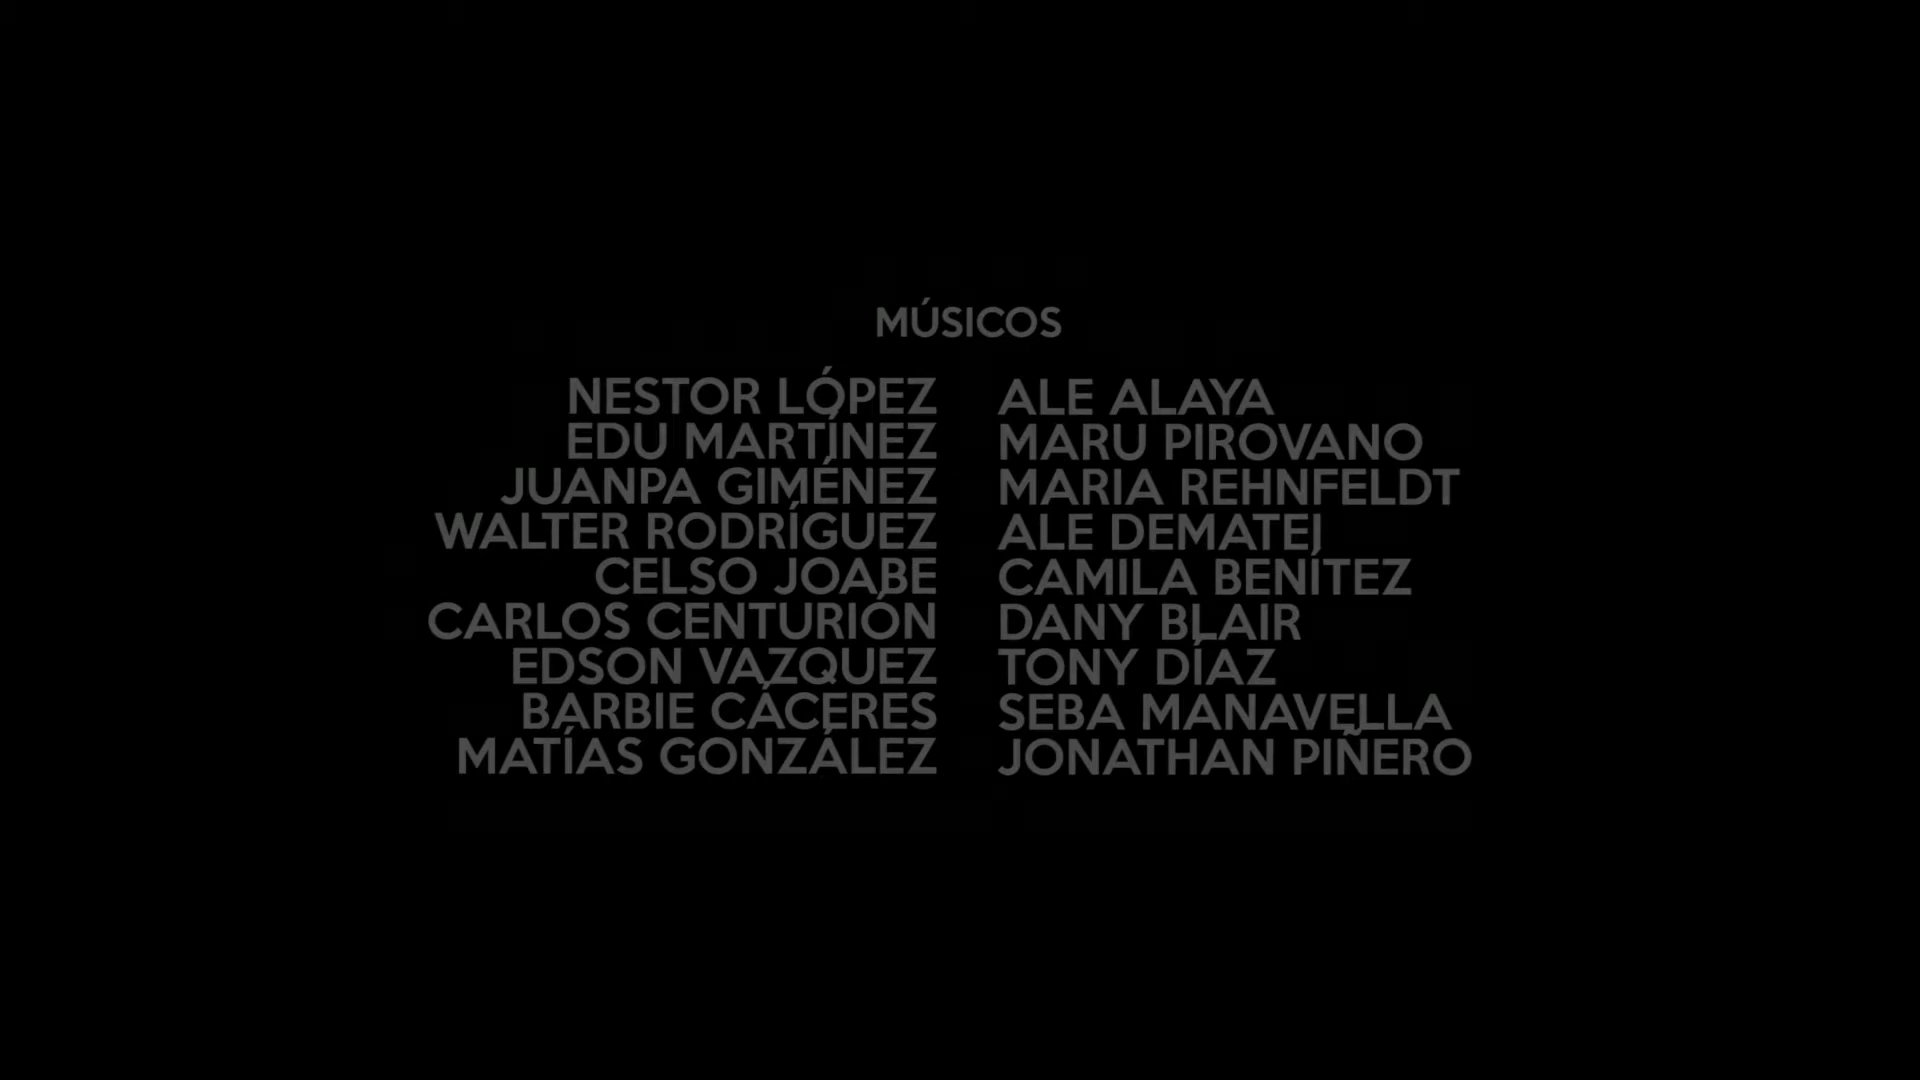 MÚSICOS
NESTOR LÓPEZ
EDU MARTÍNEZ
JUANPA GIMÉNEZ
WALTER RODRÍGUEZ
CELSO JOABE
CARLOS CENTURIÓN
EDSON VAZQUEZ
BARBIE CÁCERES
MATÍAS GONZÁLEZ
ALE ALAYA
MARU PIROVANO
MARIA REHNFELDT
ALE DEMATEI
CAMILA BENÍTEZ
DANY BLAIR
TONY DÍAZ
SEBA MANAVELLA
JONATHAN PIÑERO